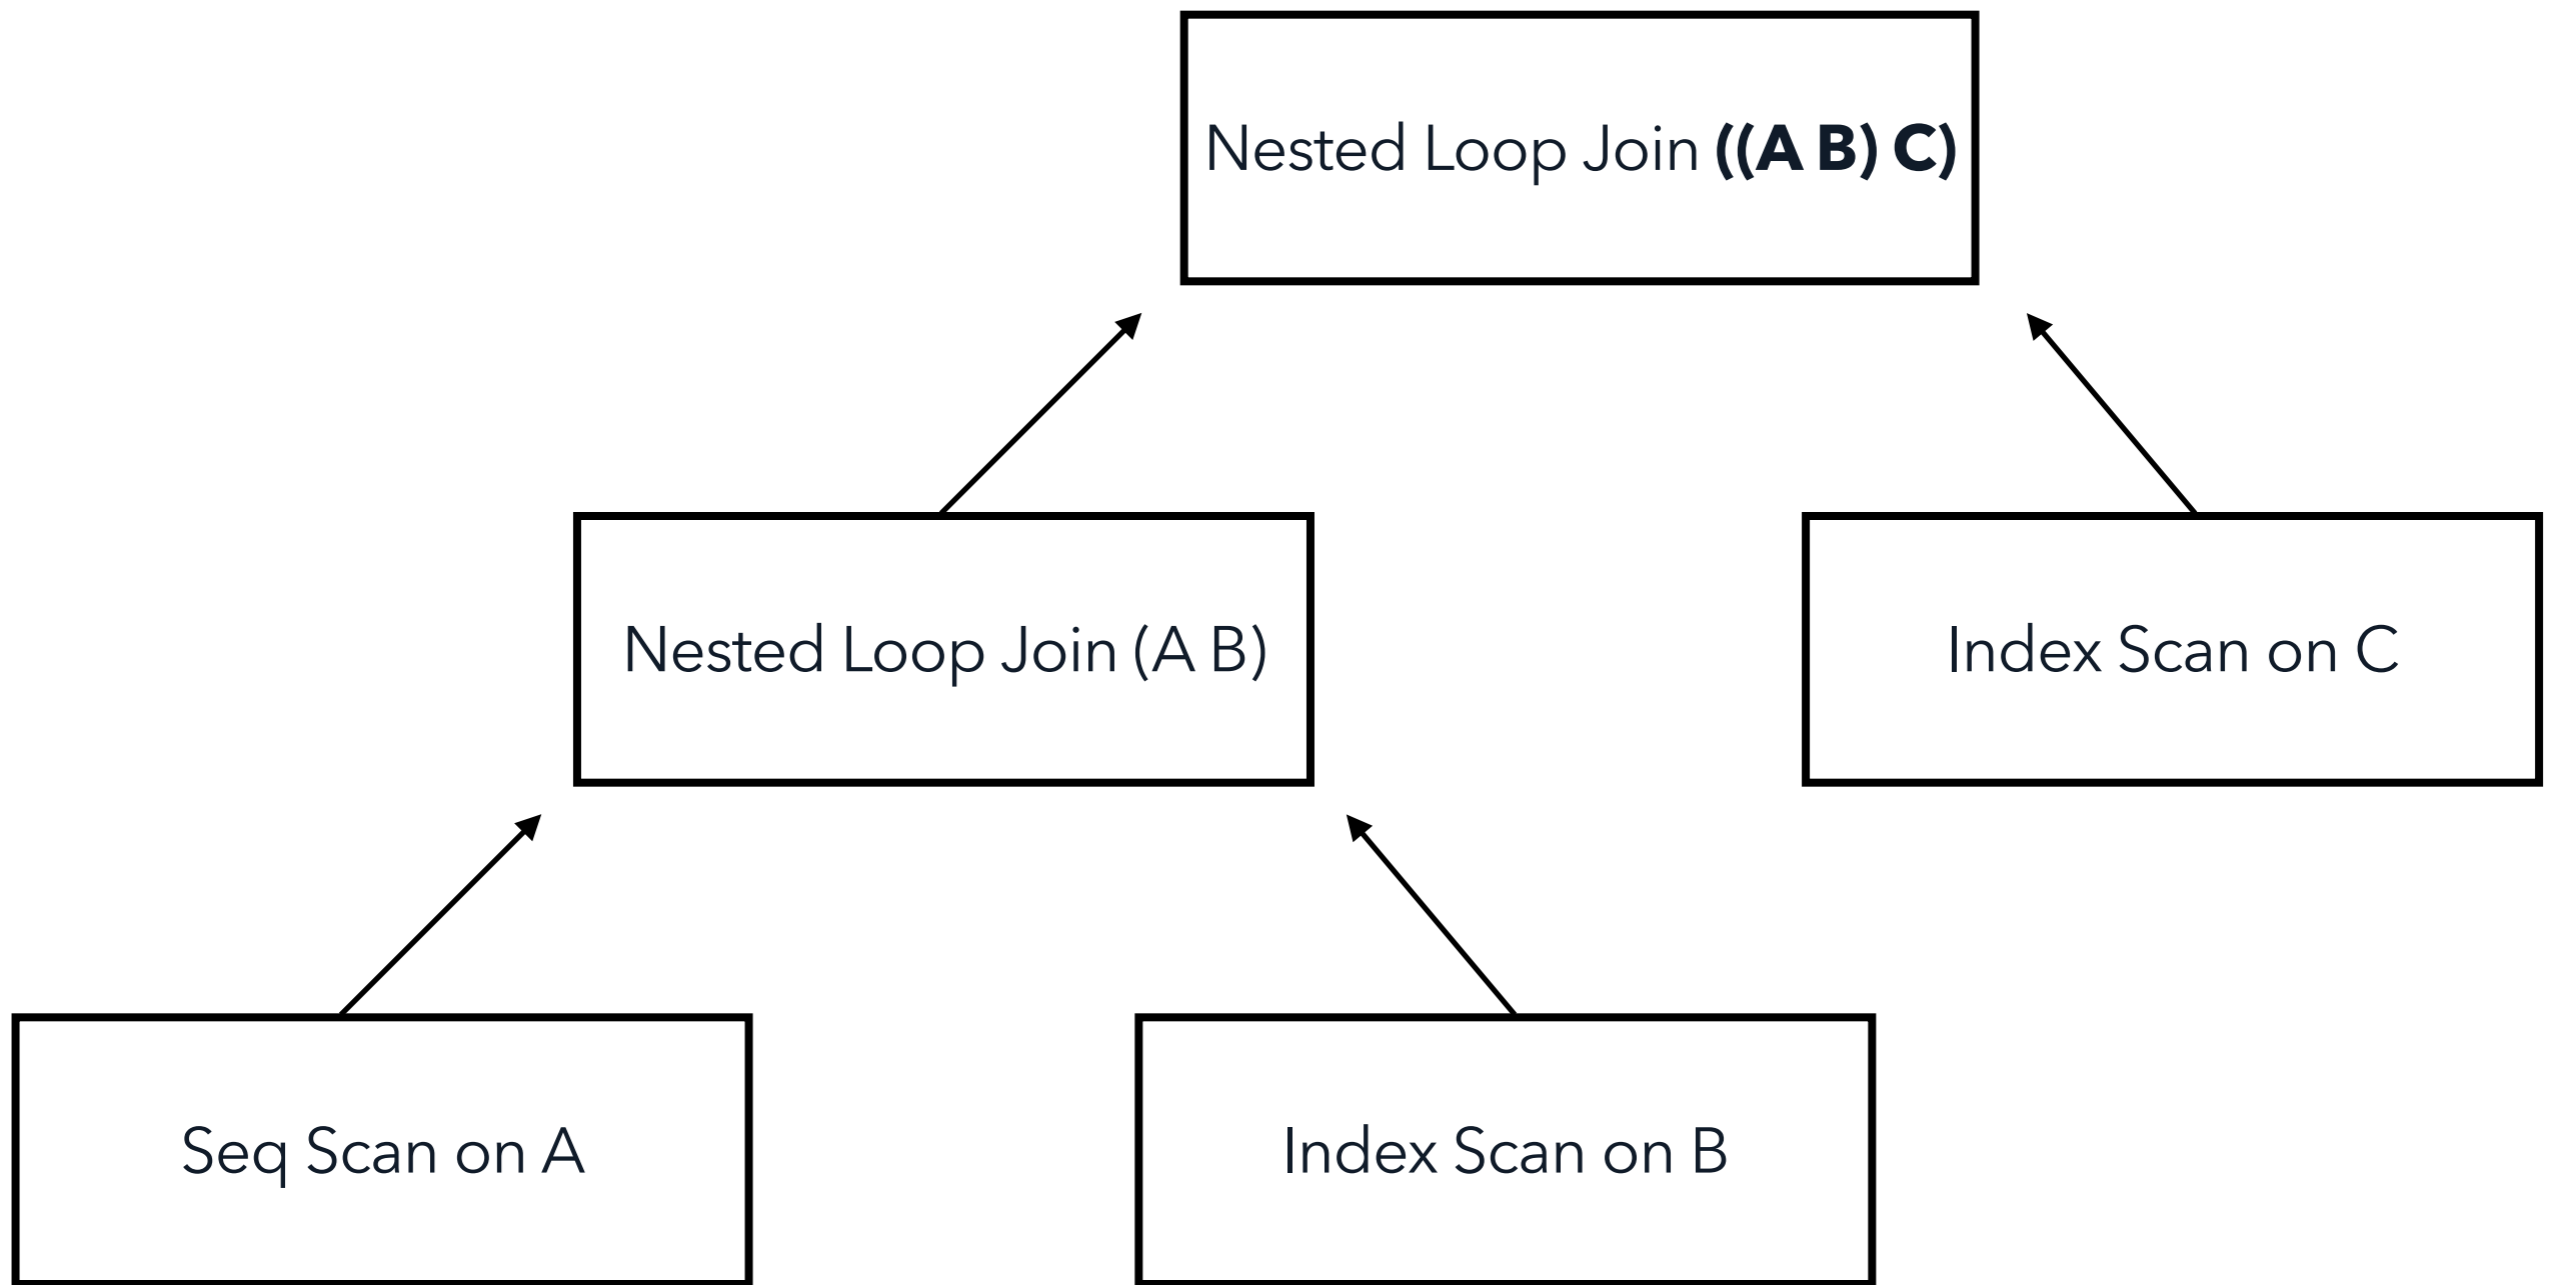 Nested Loop Join ((A B) C)
Nested Loop Join (A B)
Index Scan on C
Seq Scan on A
Index Scan on B